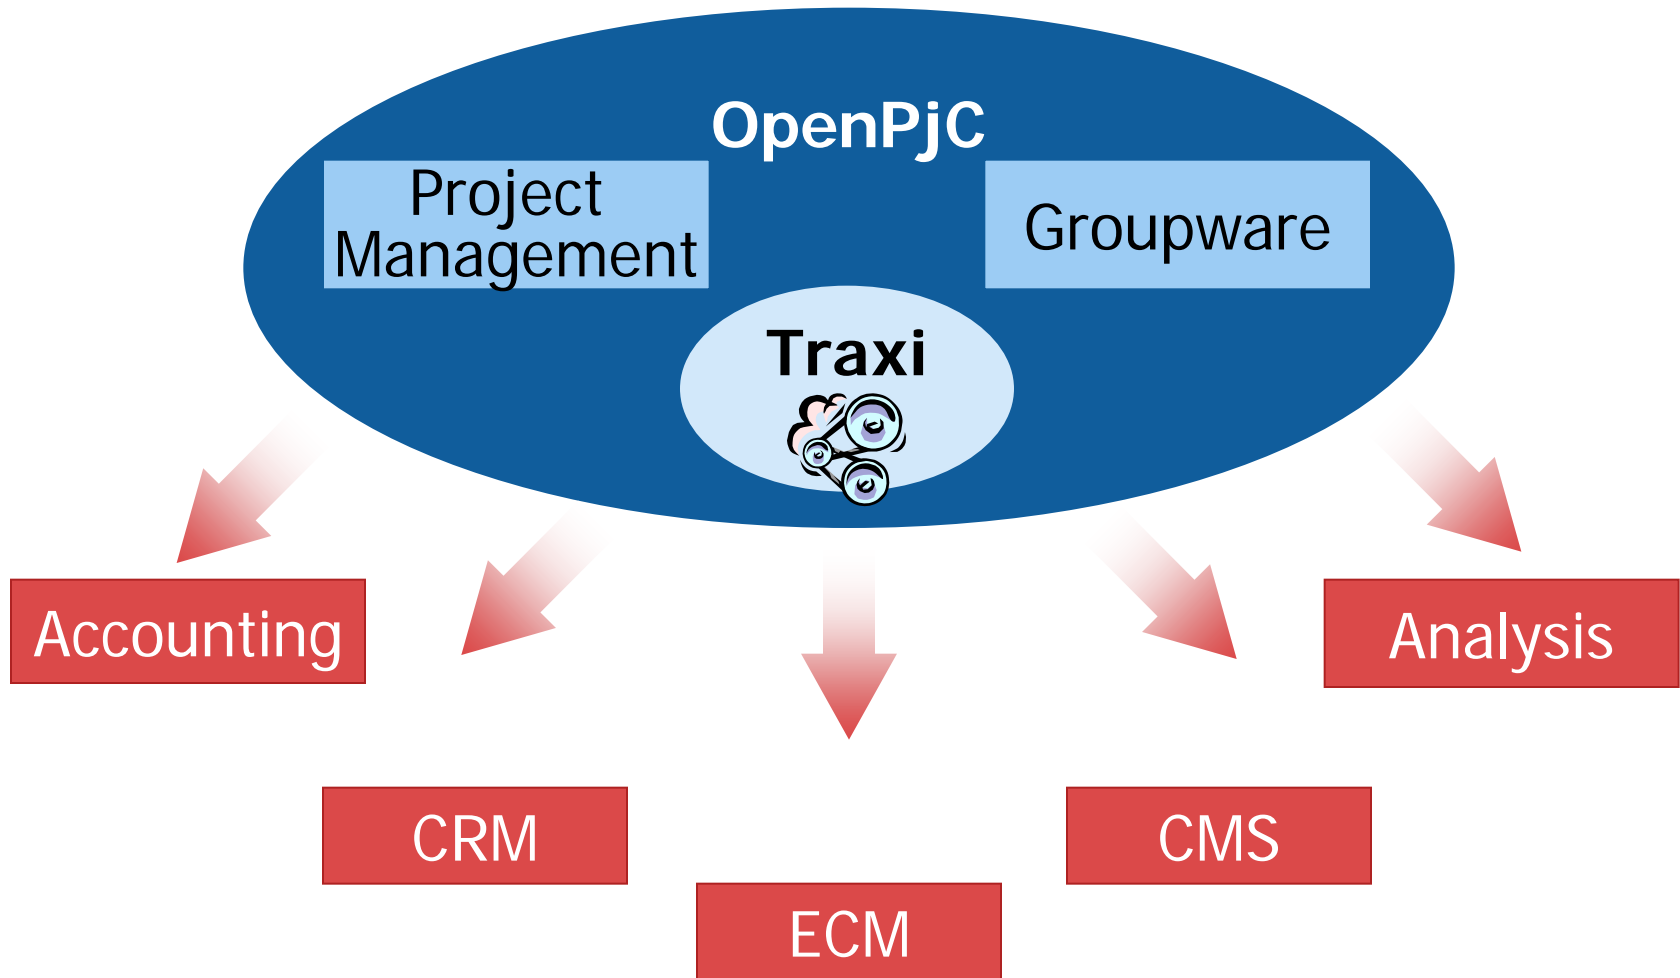 OpenPjC
Project
Management
Groupware
Traxi
Accounting
Analysis
CRM
CMS
ECM